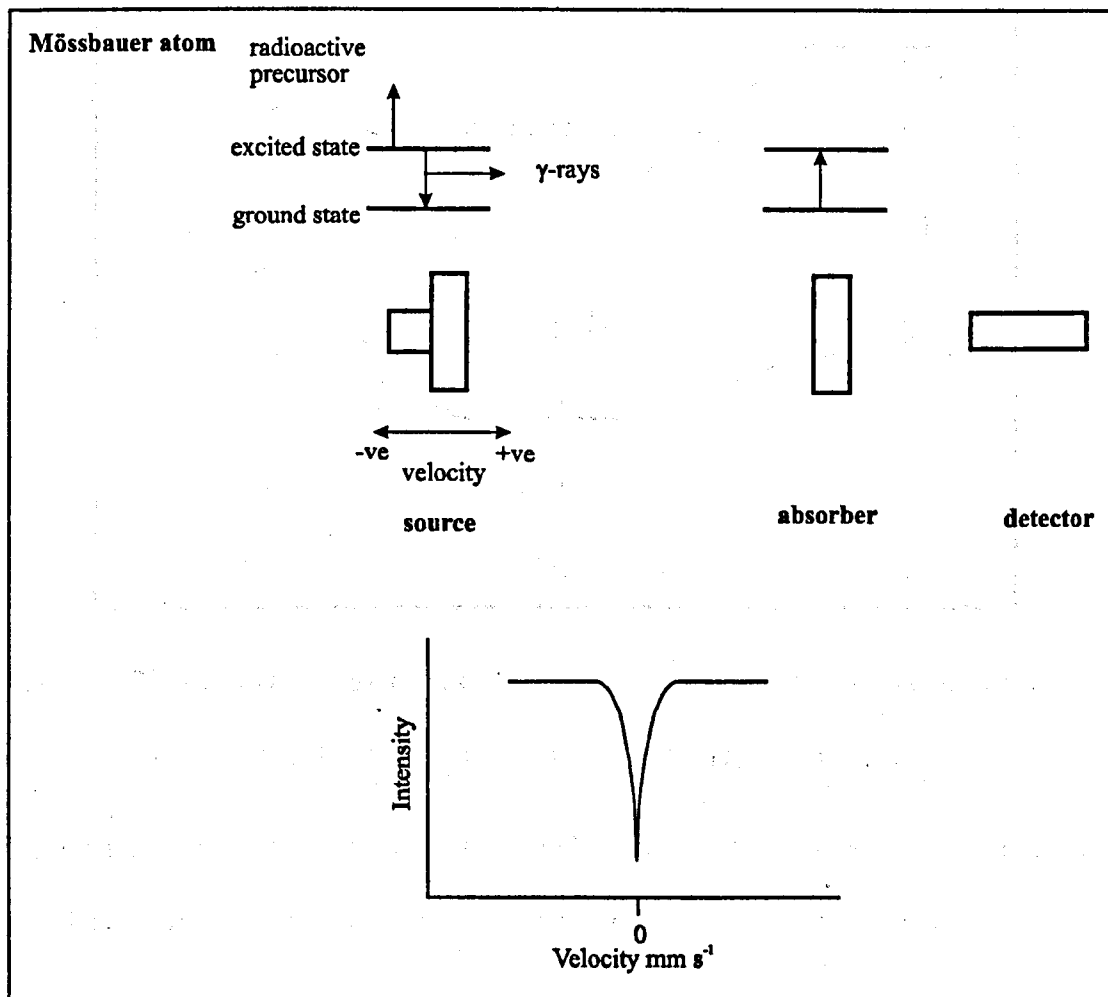 Mössbauer atom
radioactive
precursor
excited state
γ-rays
ground state
-ve
+ve
velocity
source
absorber
detector
Intensity
0
Velocity mm s⁻¹